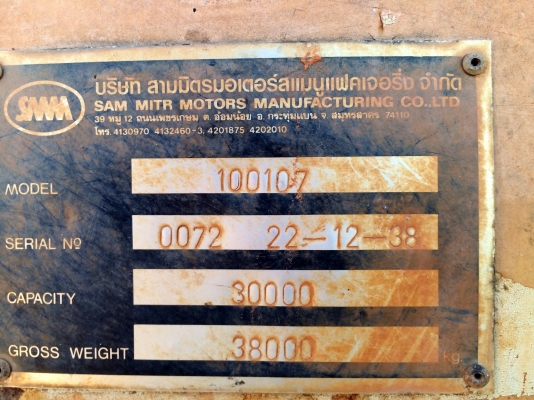 SAMM
บริษัท สามมิตรมอเตอร์สแมนูแฟคเจอริ่ง จำกัด
SAM MITR MOTORS MANUFACTURING CO.,LTD
39 หมู่ 12 ถนนเพชรเกษม ต. อ้อมน้อย อ. กระทุ่มแบน จ. สมุทรสาคร 74110
โทร. 4130970 4132460-3, 4201875 4202010
MODEL 100107
SERIAL Nº 0072 22-12-38
CAPACITY 30000
GROSS WEIGHT 38000 kg.